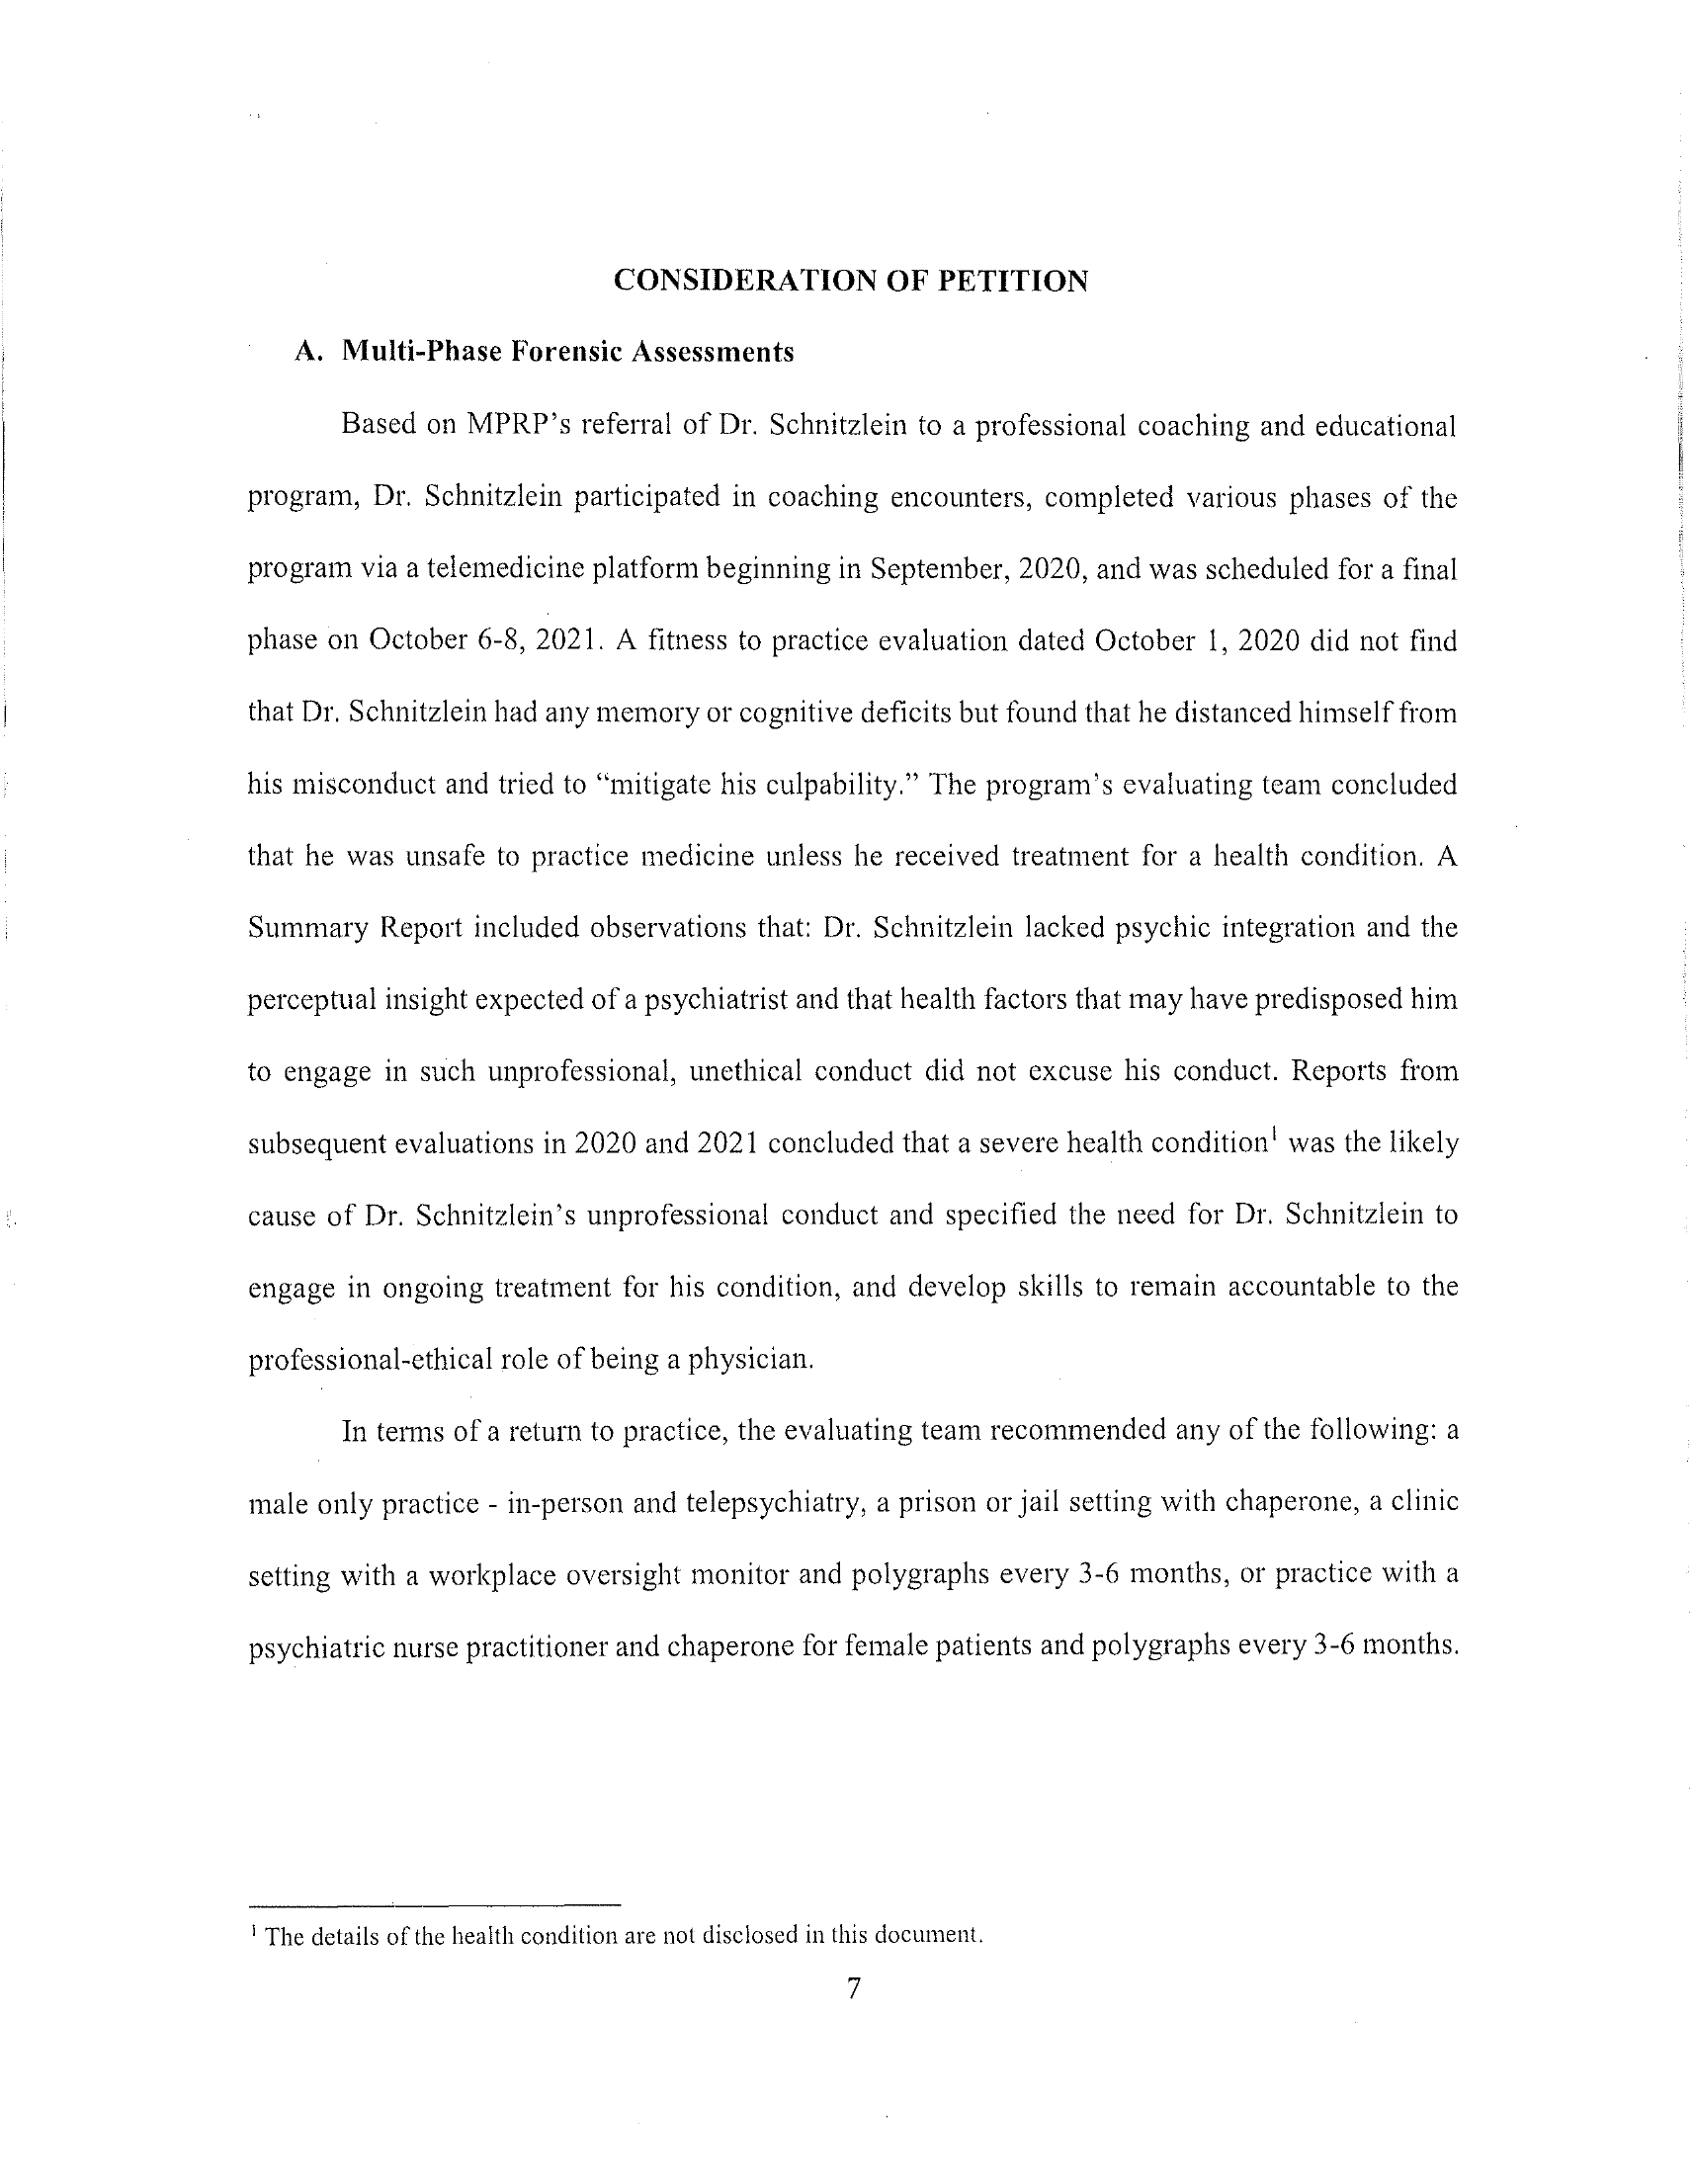 CONSIDERATION OF PETITION
A. Multi-Phase Forensic Assessments
Based on MPRP's referral of Dr. Schnitzlein to a professional coaching and educational
program, Dr. Schnitzlein participated in coaching encounters, completed various phases of the
program via a telemedicine platform beginning in September, 2020, and was scheduled for a final
phase on October 6-8, 2021. A fitness to practice evaluation dated October 1, 2020 did not find
that Dr. Schnitzlein had any memory or cognitive deficits but found that he distanced himself from
his misconduct and tried to “mitigate his culpability.” The program's evaluating team concluded
that he was unsafe to practice medicine unless he received treatment for a health condition. A
Summary Report included observations that: Dr. Schnitzlein lacked psychic integration and the
perceptual insight expected of a psychiatrist and that health factors that may have predisposed him
to engage in such unprofessional, unethical conduct did not excuse his conduct. Reports from
subsequent evaluations in 2020 and 2021 concluded that a severe health condition¹ was the likely
cause of Dr. Schnitzlein's unprofessional conduct and specified the need for Dr. Schnitzlein to
engage in ongoing treatment for his condition, and develop skills to remain accountable to the
professional-ethical role of being a physician.
In terms of a return to practice, the evaluating team recommended any of the following: a
male only practice - in-person and telepsychiatry, a prison or jail setting with chaperone, a clinic
setting with a workplace oversight monitor and polygraphs every 3-6 months, or practice with a
psychiatric nurse practitioner and chaperone for female patients and polygraphs every 3-6 months.
¹ The details of the health condition are not disclosed in this document.
7